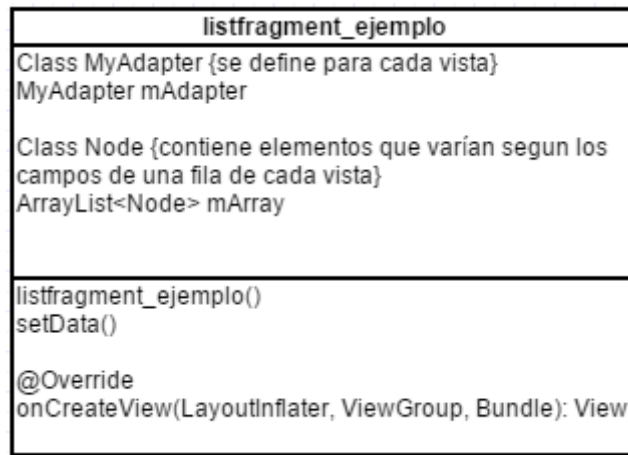 listfragment_ejemplo
Class MyAdapter {se define para cada vista}
MyAdapter mAdapter
Class Node {contiene elementos que varían segun los
campos de una fila de cada vista}
ArrayList<Node> mArray
listfragment_ejemplo()
setData()
@Override
onCreateView(LayoutInflater, ViewGroup, Bundle): View